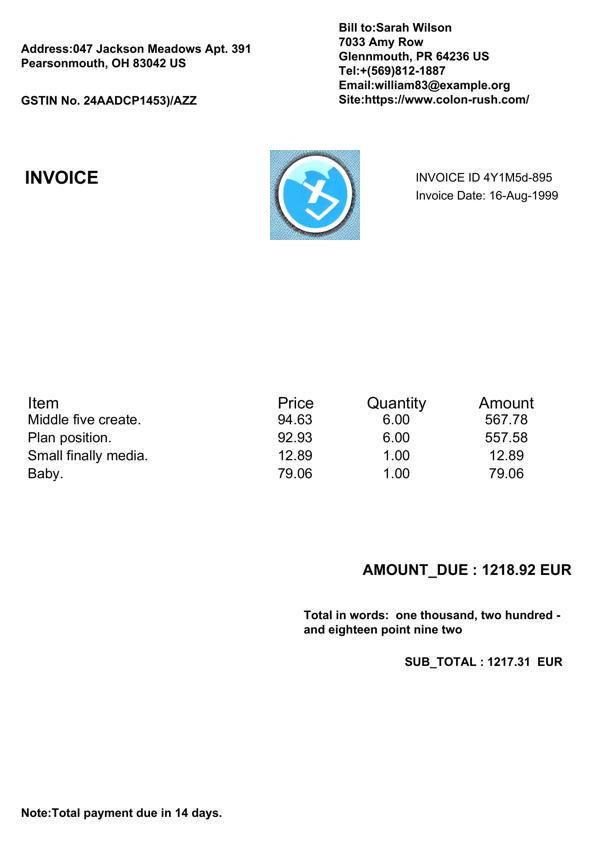 Address:047 Jackson Meadows Apt. 391
Pearsonmouth, OH 83042 US
GSTIN No. 24AADCP1453)/AZZ
Bill to:Sarah Wilson
7033 Amy Row
Glennmouth, PR 64236 US
Tel:+(569)812-1887
Email:william83@example.org
Site:https://www.colon-rush.com/
INVOICE
INVOICE ID 4Y1M5d-895
Invoice Date: 16-Aug-1999
Item Price Quantity Amount
Middle five create. 94.63 6.00 567.78
Plan position. 92.93 6.00 557.58
Small finally media. 12.89 1.00 12.89
Baby. 79.06 1.00 79.06
AMOUNT_DUE : 1218.92 EUR
Total in words: one thousand, two hundred -
and eighteen point nine two
SUB_TOTAL : 1217.31 EUR
Note:Total payment due in 14 days.